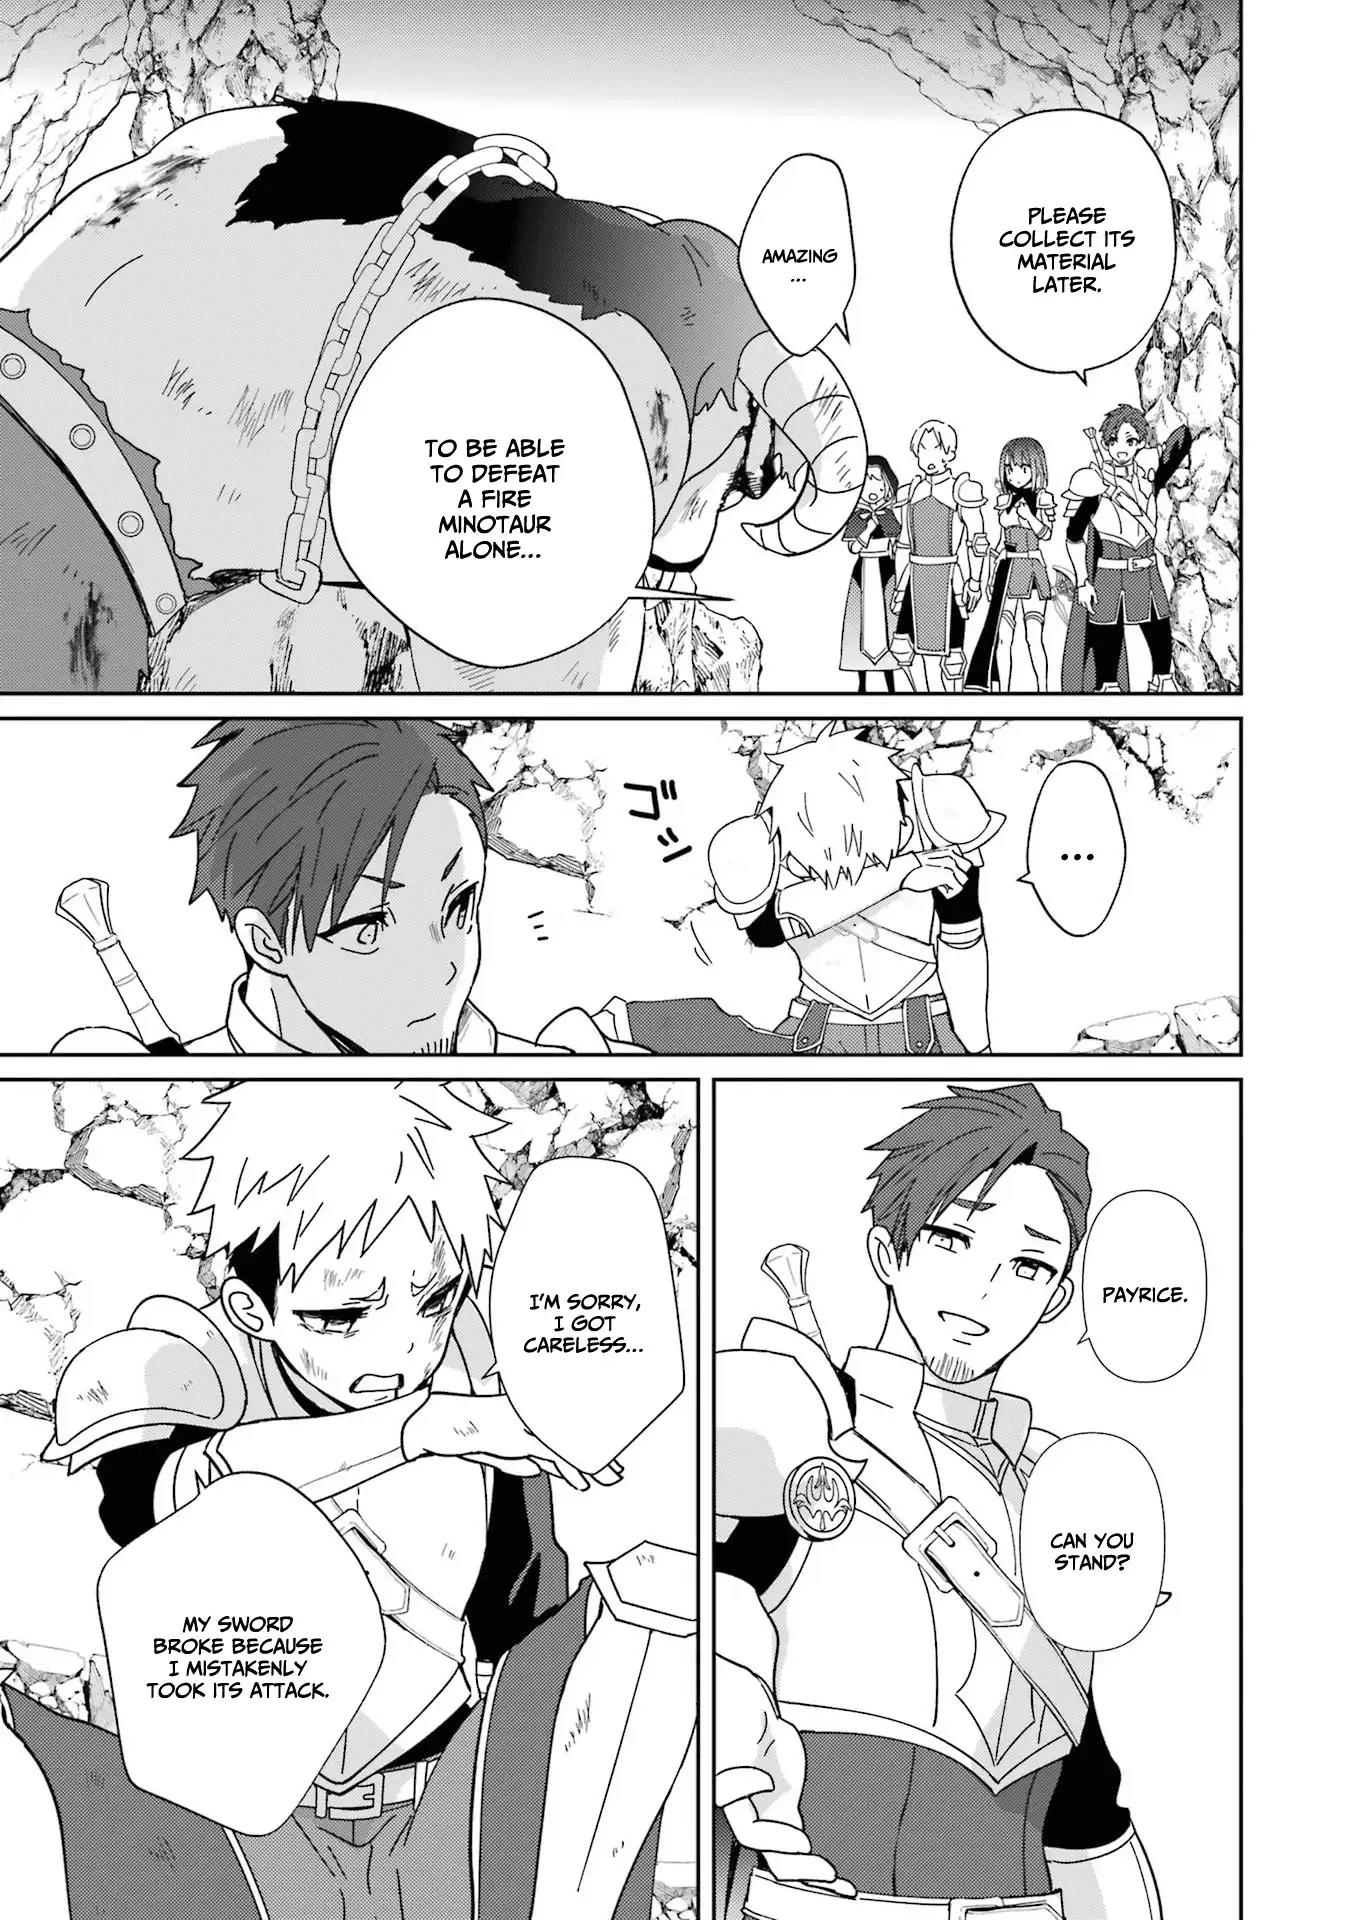 PLEASE
COLLECT ITS
MATERIAL
LATER.
AMAZING
...
TO BE ABLE
TO DEFEAT
A FIRE
MINOTAUR
ALONE...
...
ゴシ
PAYRICE.
CAN YOU
STAND?
I'M SORRY,
I GOT
CARELESS...
MY SWORD
BROKE BECAUSE
I MISTAKENLY
TOOK ITS ATTACK.